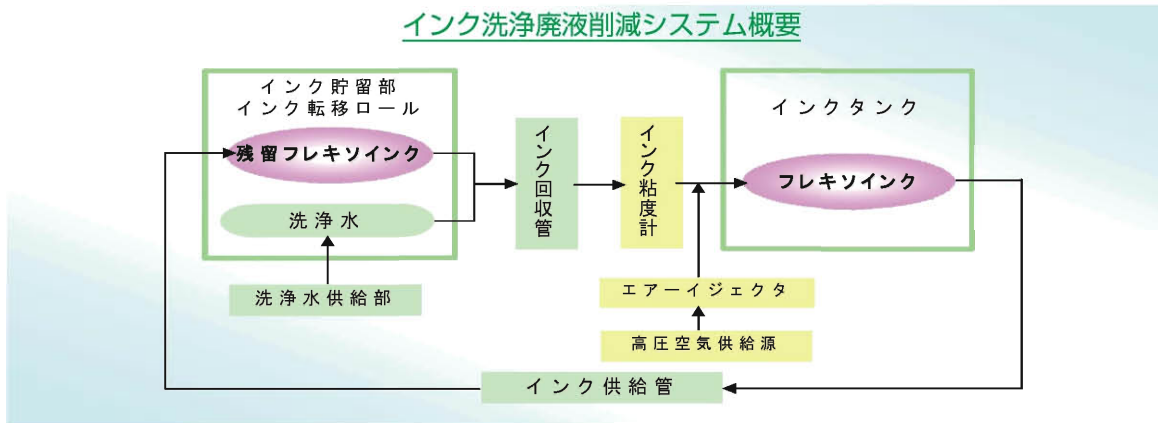 インク洗浄廃液削減システム概要
インク貯留部
インク転移ロール
残留フレキソインク
洗浄水
洗浄水供給部
インク回収管
インク粘度計
エアーイジェクタ
高圧空気供給源
インクタンク
フレキソインク
インク供給管